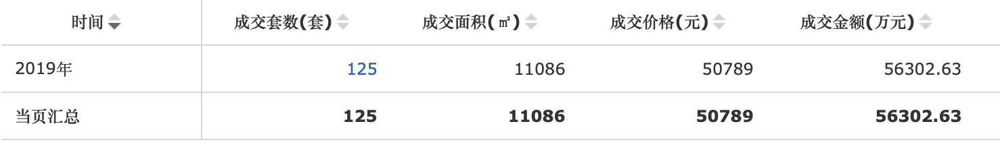 时间 成交套数(套) 成交面积(㎡) 成交价格(元) 成交金额(万元)
2019年 125 11086 50789 56302.63
当页汇总 125 11086 50789 56302.63